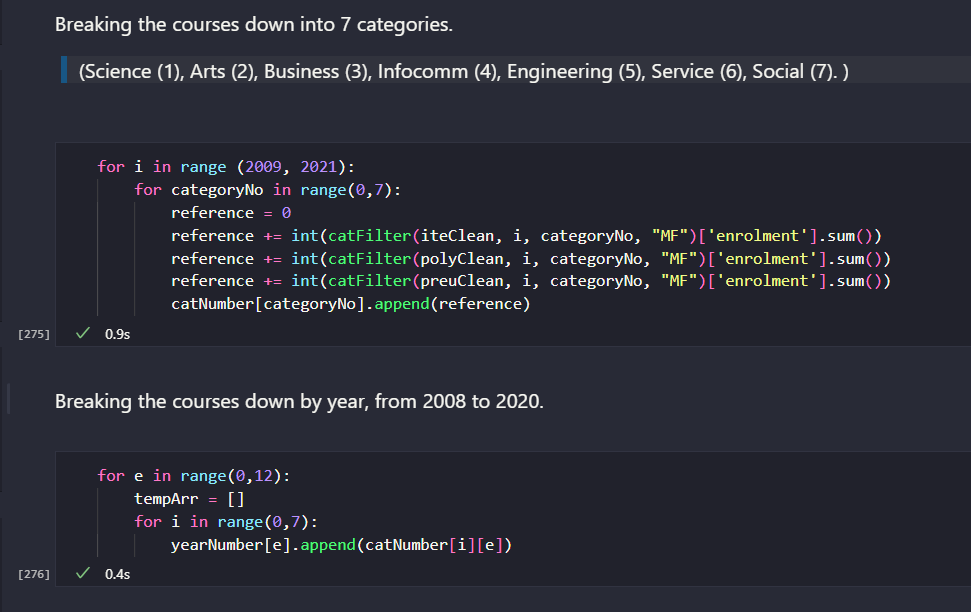 Breaking the courses down into 7 categories.
(Science (1), Arts (2), Business (3), Infocomm (4), Engineering (5), Service (6), Social (7). )
for i in range (2009, 2021):
    for categoryNo in range(0,7):
        reference = 0
        reference += int(catFilter(iteClean, i, categoryNo, "MF")['enrolment'].sum())
        reference += int(catFilter(polyClean, i, categoryNo, "MF")['enrolment'].sum())
        reference += int(catFilter(preuClean, i, categoryNo, "MF")['enrolment'].sum())
        catNumber[categoryNo].append(reference)
[275] ✓ 0.9s
Breaking the courses down by year, from 2008 to 2020.
for e in range(0,12):
    tempArr = []
    for i in range(0,7):
        yearNumber[e].append(catNumber[i][e])
[276] ✓ 0.4s